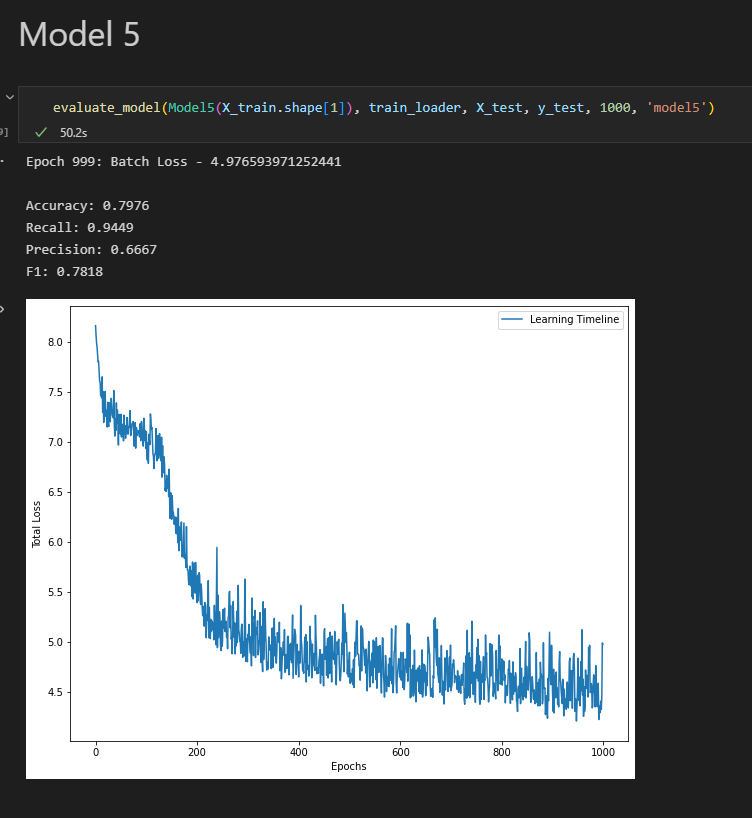 Model 5
evaluate_model(Model5(X_train.shape[1]), train_loader, X_test, y_test, 1000, 'model5')
50.2s
Epoch 999: Batch Loss - 4.976593971252441
Accuracy: 0.7976
Recall: 0.9449
Precision: 0.6667
F1: 0.7818
Learning Timeline
8.0
7.5
7.0
6.5
6.0
5.5
5.0
4.5
Total Loss
0 200 400 600 800 1000
Epochs